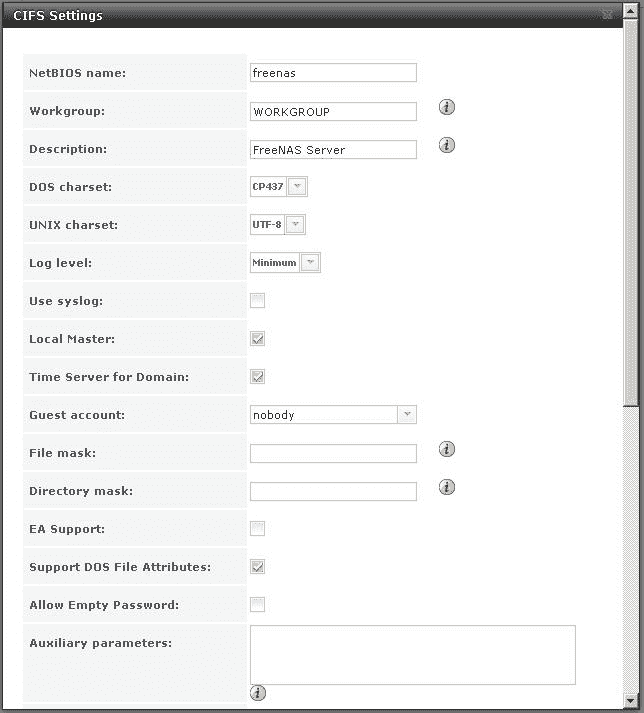 CIFS Settings
NetBIOS name: freenas
Workgroup: WORKGROUP
Description: FreeNAS Server
DOS charset: CP437
UNIX charset: UTF-8
Log level: Minimum
Use syslog:
Local Master:
Time Server for Domain:
Guest account: nobody
File mask:
Directory mask:
EA Support:
Support DOS File Attributes:
Allow Empty Password:
Auxiliary parameters: